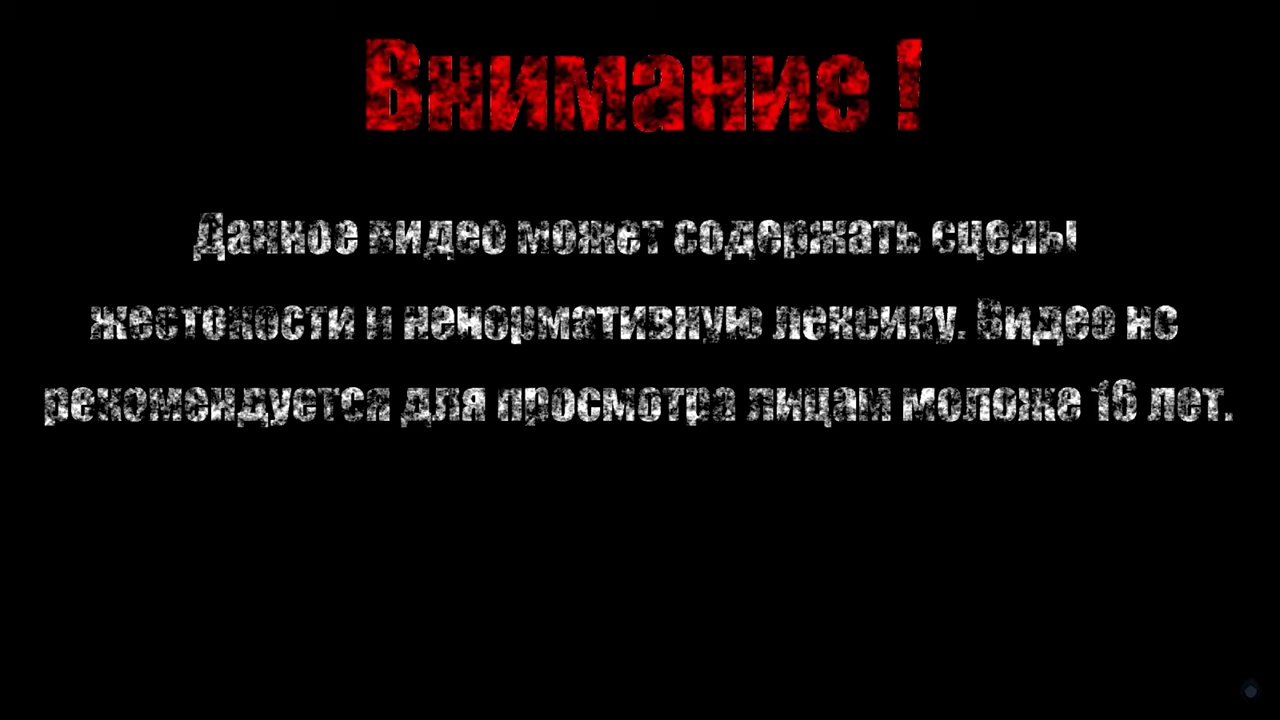 Внимание !
Данное видео может содержать сцены
жестокости и ненормативную лексику. Видео не
рекомендуется для просмотра лицам моложе 16 лет.